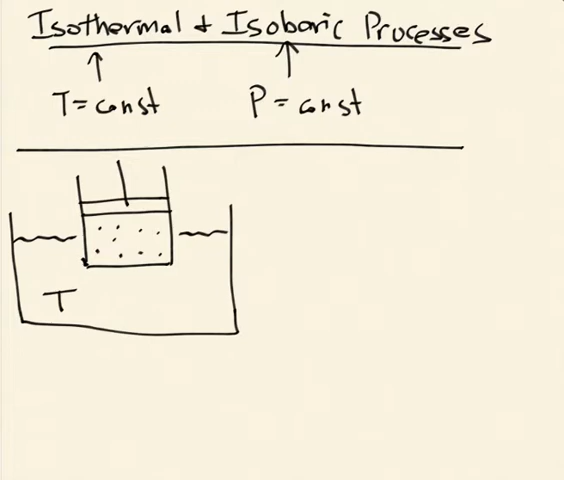 Isothermal + Isobaric Processes
T = const P = const
T